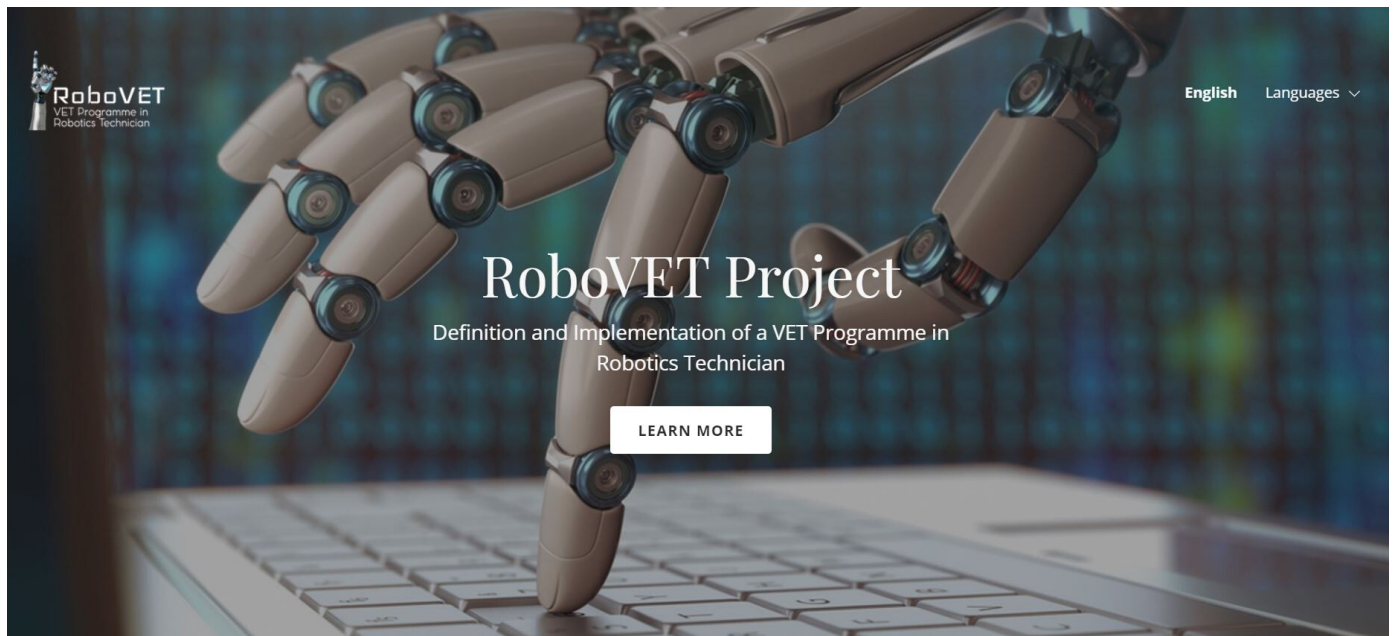 RoboVET
VET Programme in
Robotics Technician
English
Languages
RoboVET Project
Definition and Implementation of a VET Programme in
Robotics Technician
LEARN MORE